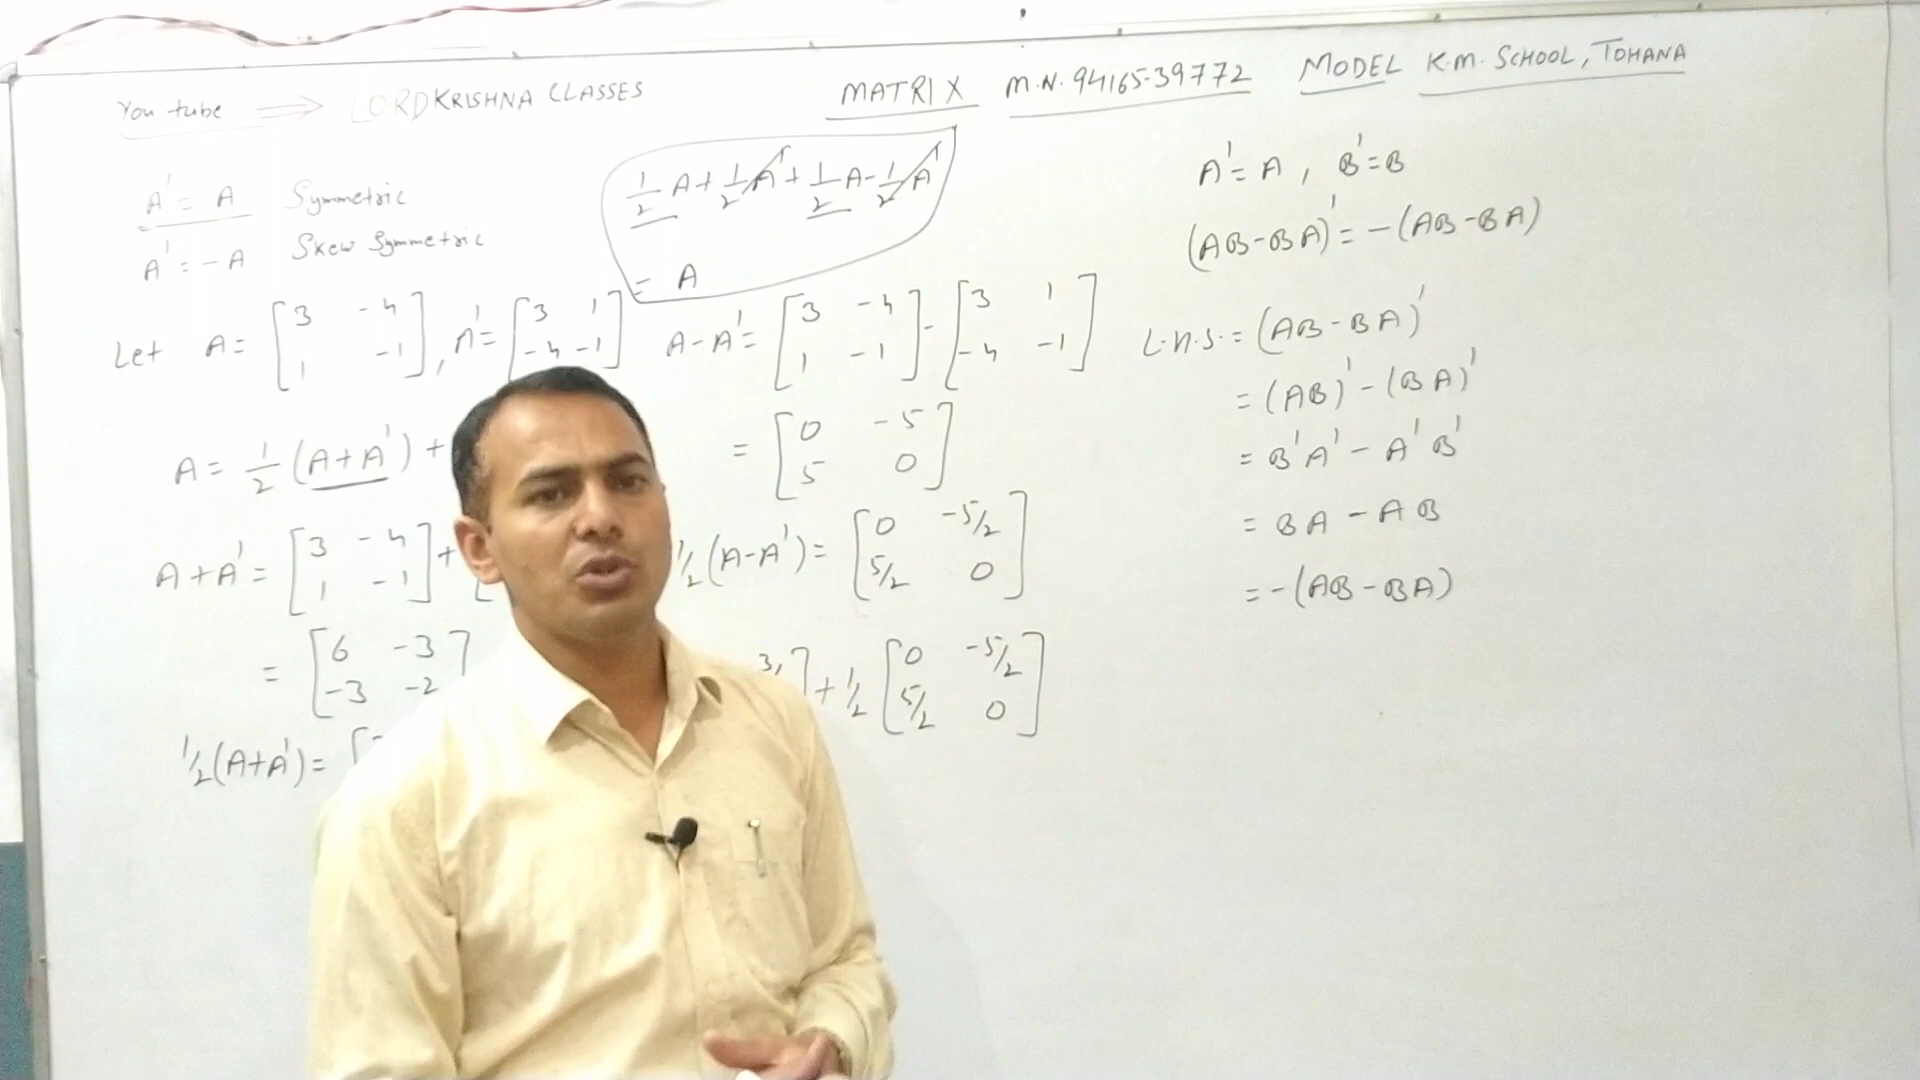 You tube ⟹ LORD KRISHNA CLASSES MATRIX M.N. 94165-39772 MODEL K.M. SCHOOL, TOHANA
A' = A Symmetric
A' = -A Skew Symmetric
1/2 A + 1/2 A' + 1/2 A - 1/2 A'
= A
Let A = [3 -4
1 -1], A' = [3 1
-4 -1]
A = 1/2 (A+A') +
A+A' = [3 -4
1 -1] +
= [6 -3
-3 -2]
1/2 (A+A') =
A-A' = [3 -4
1 -1] - [3 1
-4 -1]
= [0 -5
5 0]
1/2 (A-A') = [0 -5/2
5/2 0]
+ 1/2 [0 -5/2
5/2 0]
A' = A, B' = B
(AB-BA)' = -(AB-BA)
L.H.S. = (AB-BA)'
= (AB)' - (BA)'
= B'A' - A'B'
= BA - AB
= -(AB-BA)